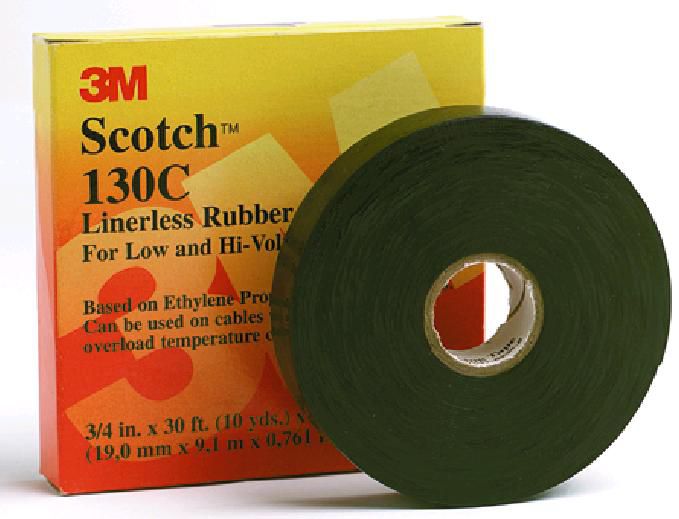 3M
Scotch™
130C
Linerless Rubber
For Low and Hi-Vol
Based on Ethylene Prop
Can be used on cables
overload temperature
3/4 in. x 30 ft. (10 yds.) x
(19,0 mm x 9,1 m x 0,761